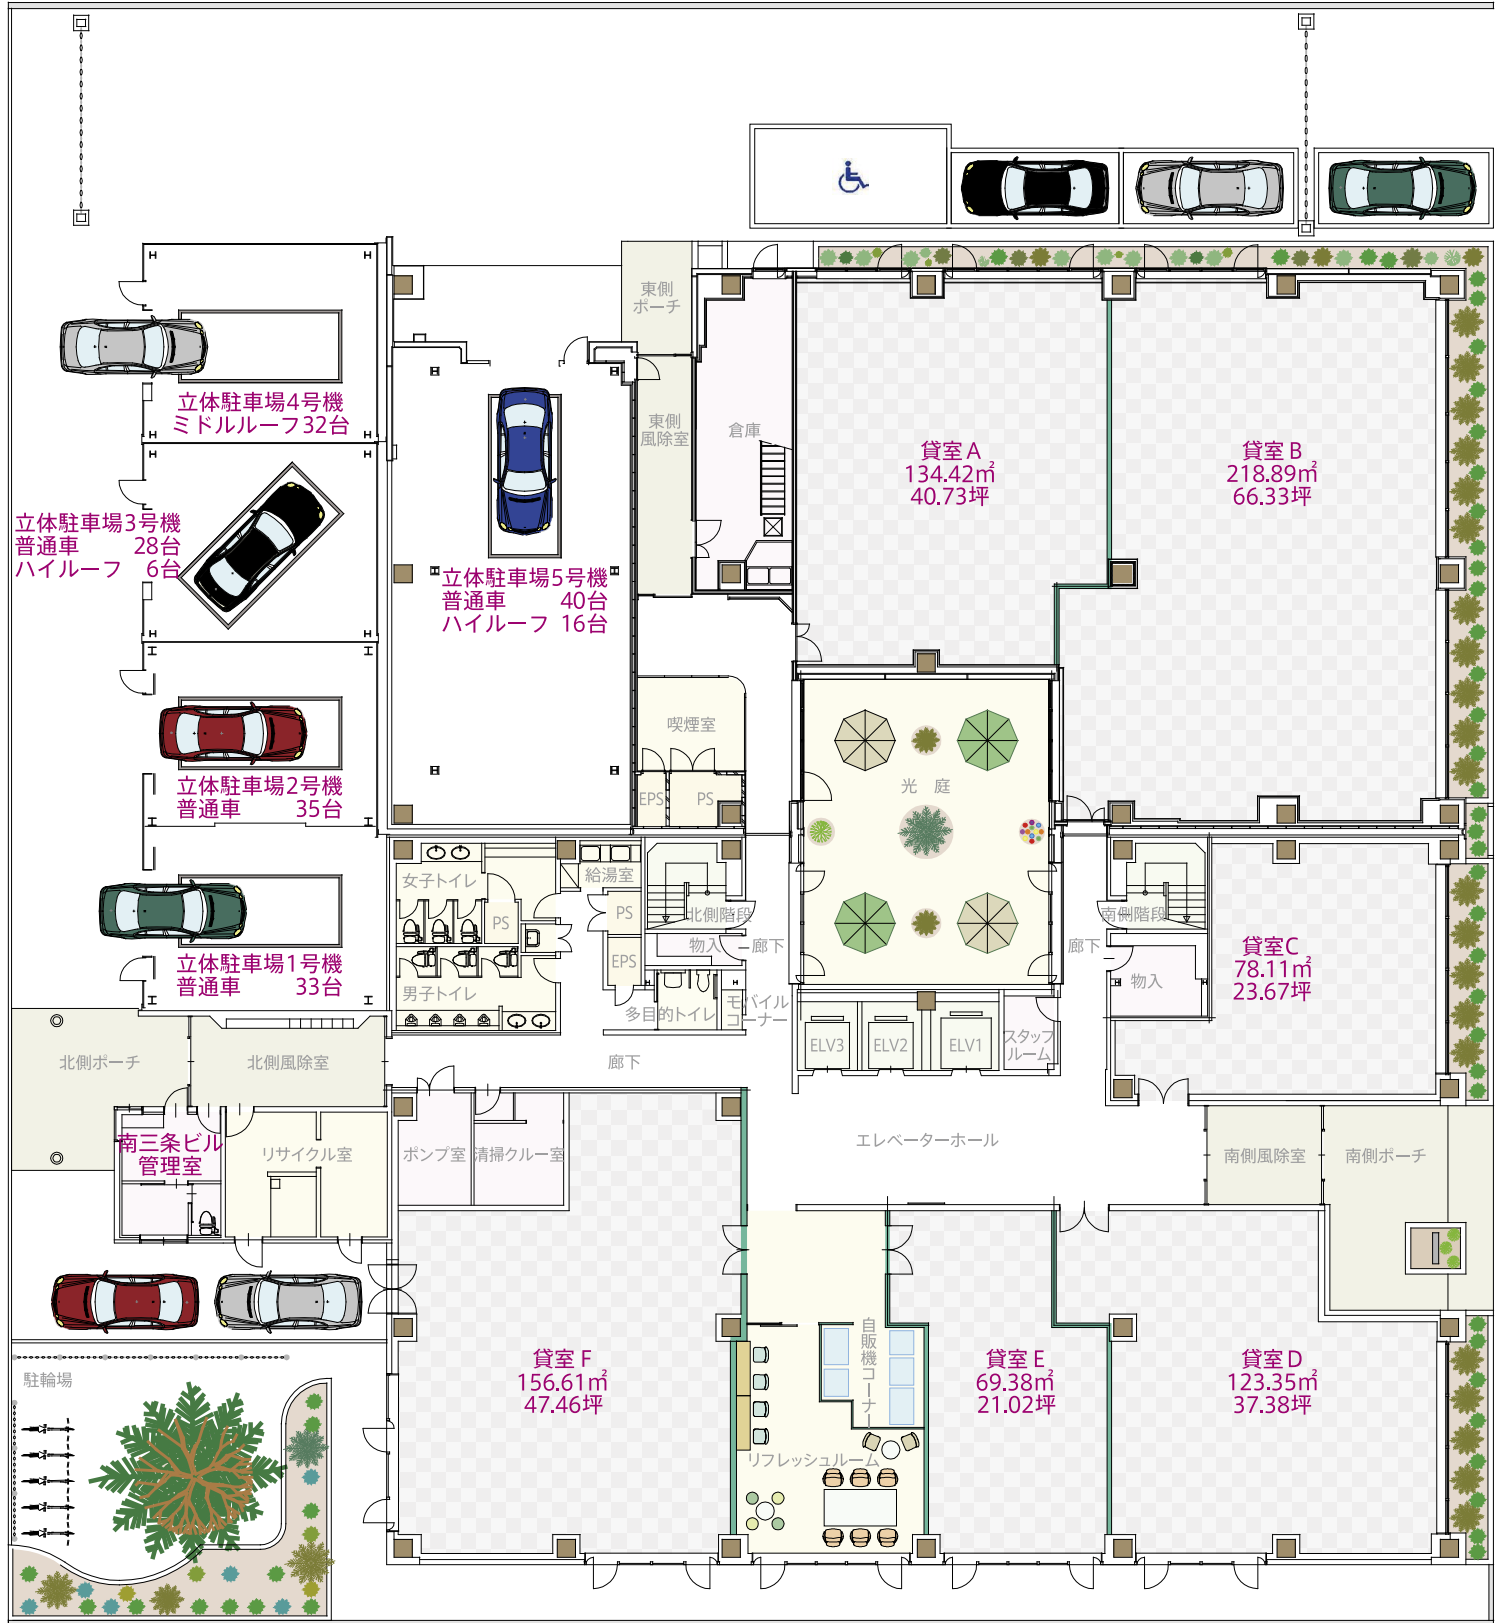 東側
ポーチ
立体駐車場4号機
ミドルルーフ32台
東側
風除室
倉庫
貸室A
134.42㎡
40.73坪
貸室B
218.89㎡
66.33坪
立体駐車場3号機
普通車 28台
ハイルーフ 6台
立体駐車場5号機
普通車 40台
ハイルーフ 16台
喫煙室
EPS
PS
光 庭
立体駐車場2号機
普通車 35台
女子トイレ
PS
給湯室
PS
EPS
北側階段
物入
廊下
男子トイレ
多目的トイレ
モバイル
コーナー
南側階段
廊下
物入
貸室C
78.11㎡
23.67坪
立体駐車場1号機
普通車 33台
ELV3
ELV2
ELV1
スタッフ
ルーム
北側ポーチ
北側風除室
廊下
南三条ビル
管理室
リサイクル室
ポンプ室
清掃クルー室
エレベーターホール
南側風除室
南側ポーチ
駐輪場
貸室F
156.61㎡
47.46坪
自販機コーナー
リフレッシュルーム
貸室E
69.38㎡
21.02坪
貸室D
123.35㎡
37.38坪